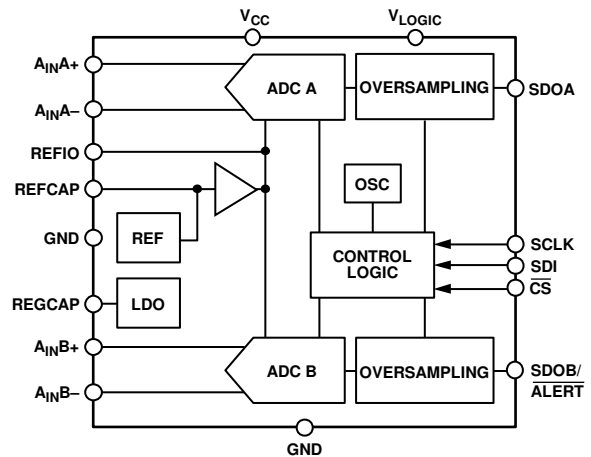 VCC
VLOGIC
AINA+
AINA–
REFIO
REFCAP
GND
REGCAP
AINB+
AINB–
ADC A
OVERSAMPLING
SDOA
OSC
REF
CONTROL
LOGIC
SCLK
SDI
CS
LDO
ADC B
OVERSAMPLING
SDOB/
ALERT
GND